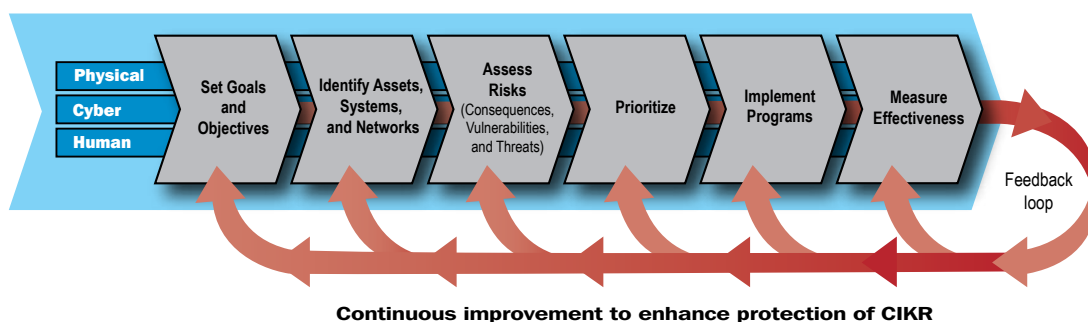 Physical
Cyber
Human
Set Goals
and
Objectives
Identify Assets,
Systems,
and Networks
Assess
Risks
(Consequences,
Vulnerabilities,
and Threats)
Prioritize
Implement
Programs
Measure
Effectiveness
Feedback
loop
Continuous improvement to enhance protection of CIKR